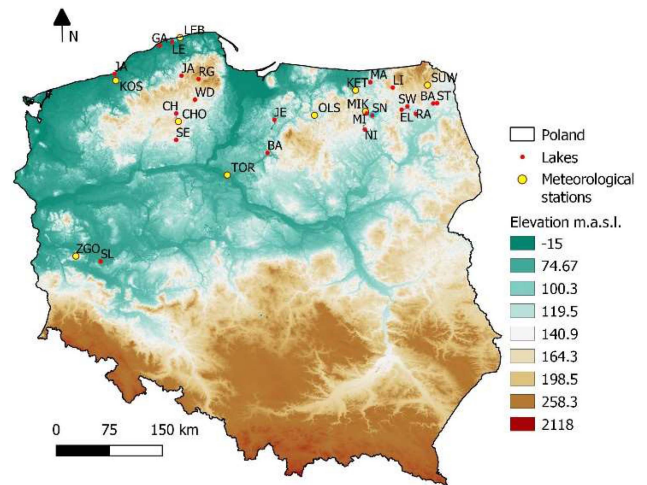 N
GA
LEB
LE
JA
KOS
JA
RG
WD
CH
CHO
SE
JE
BA
TOR
OLS
KET
MA
LI
SUW
MIK
SN
MI
NI
SW
EL
RA
BA
ST
ZGO
SL
Poland
Lakes
Meteorological
stations
Elevation m.a.s.l.
-15
74.67
100.3
119.5
140.9
164.3
198.5
258.3
2118
0 75 150 km